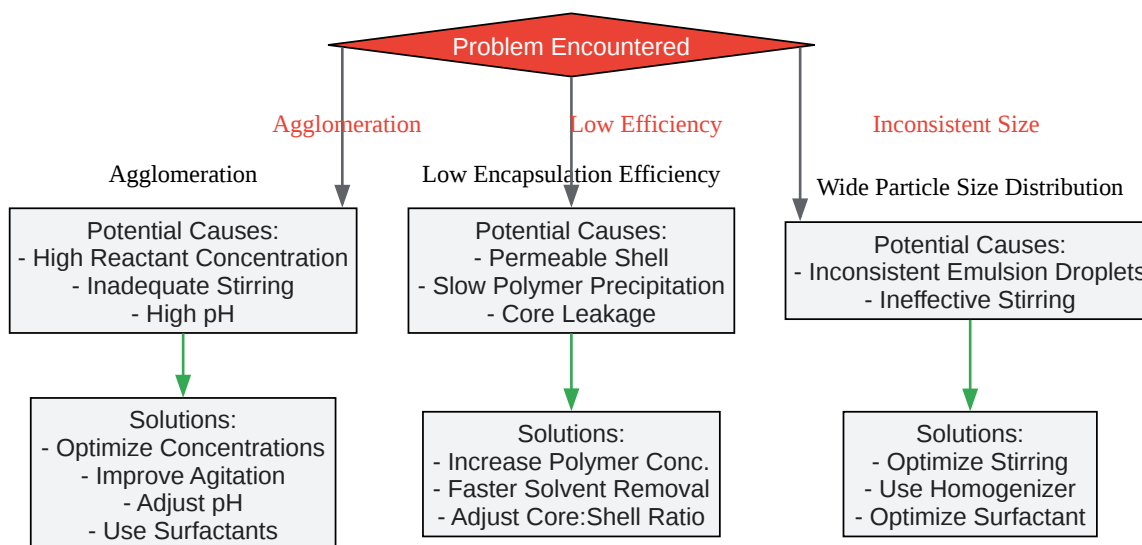 Problem Encountered
Agglomeration
Low Efficiency
Inconsistent Size
Agglomeration
Low Encapsulation Efficiency
Wide Particle Size Distribution
Potential Causes:
- High Reactant Concentration
- Inadequate Stirring
- High pH
Potential Causes:
- Permeable Shell
- Slow Polymer Precipitation
- Core Leakage
Potential Causes:
- Inconsistent Emulsion Droplets
- Ineffective Stirring
Solutions:
- Optimize Concentrations
- Improve Agitation
- Adjust pH
- Use Surfactants
Solutions:
- Increase Polymer Conc.
- Faster Solvent Removal
- Adjust Core:Shell Ratio
Solutions:
- Optimize Stirring
- Use Homogenizer
- Optimize Surfactant